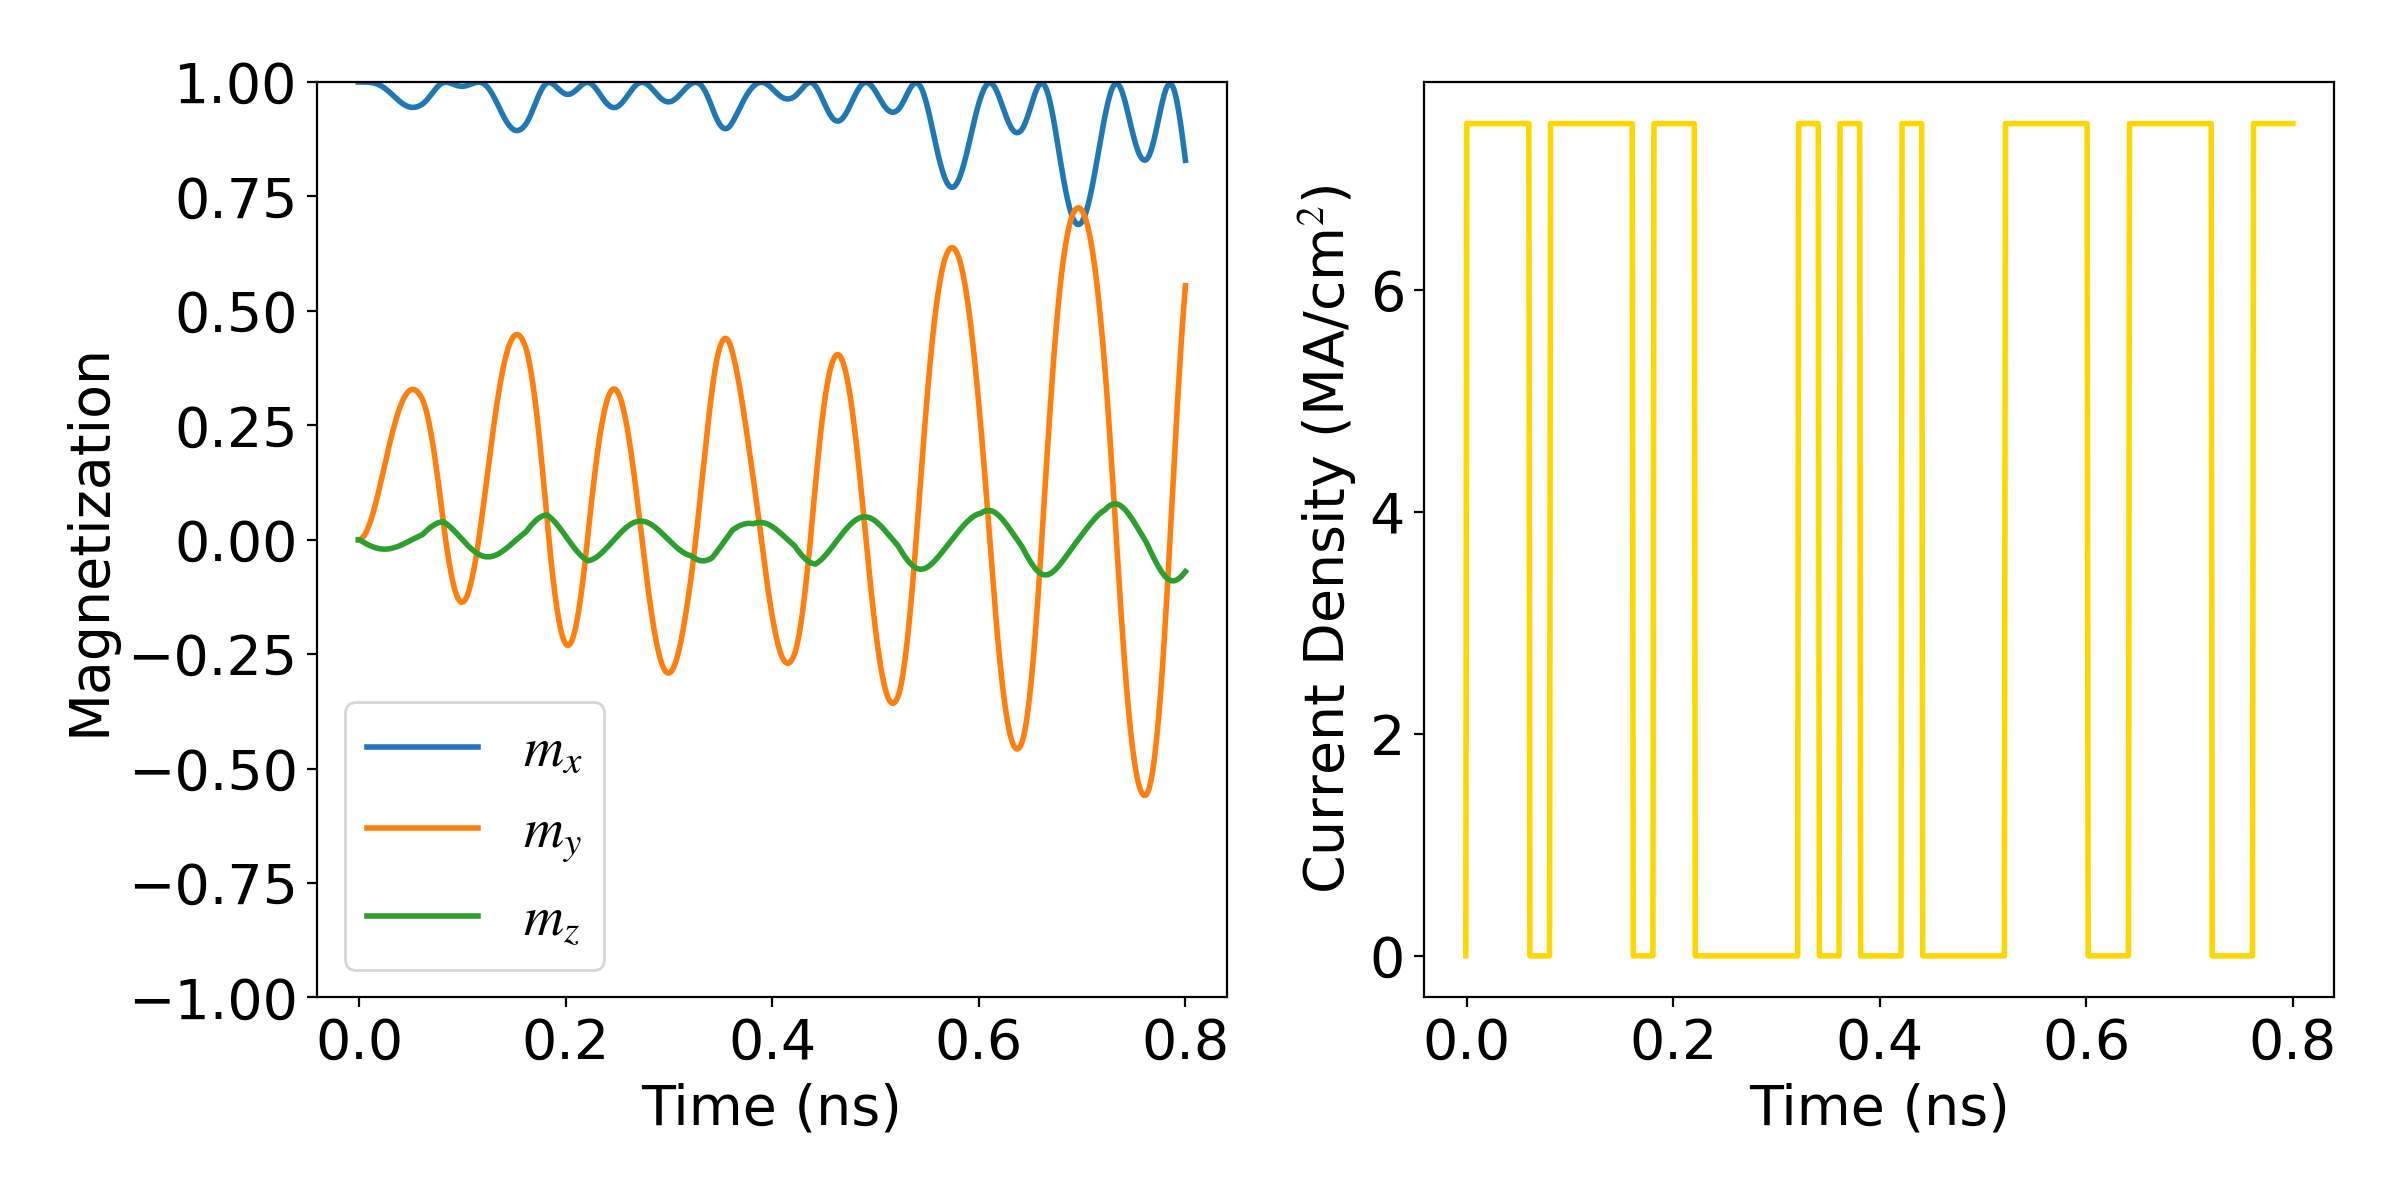 Magnetization
1.00
0.75
0.50
0.25
0.00
−0.25
−0.50
−0.75
−1.00
0.0 0.2 0.4 0.6 0.8
Time (ns)
m_x
m_y
m_z
Current Density (MA/cm²)
6
4
2
0
0.0 0.2 0.4 0.6 0.8
Time (ns)